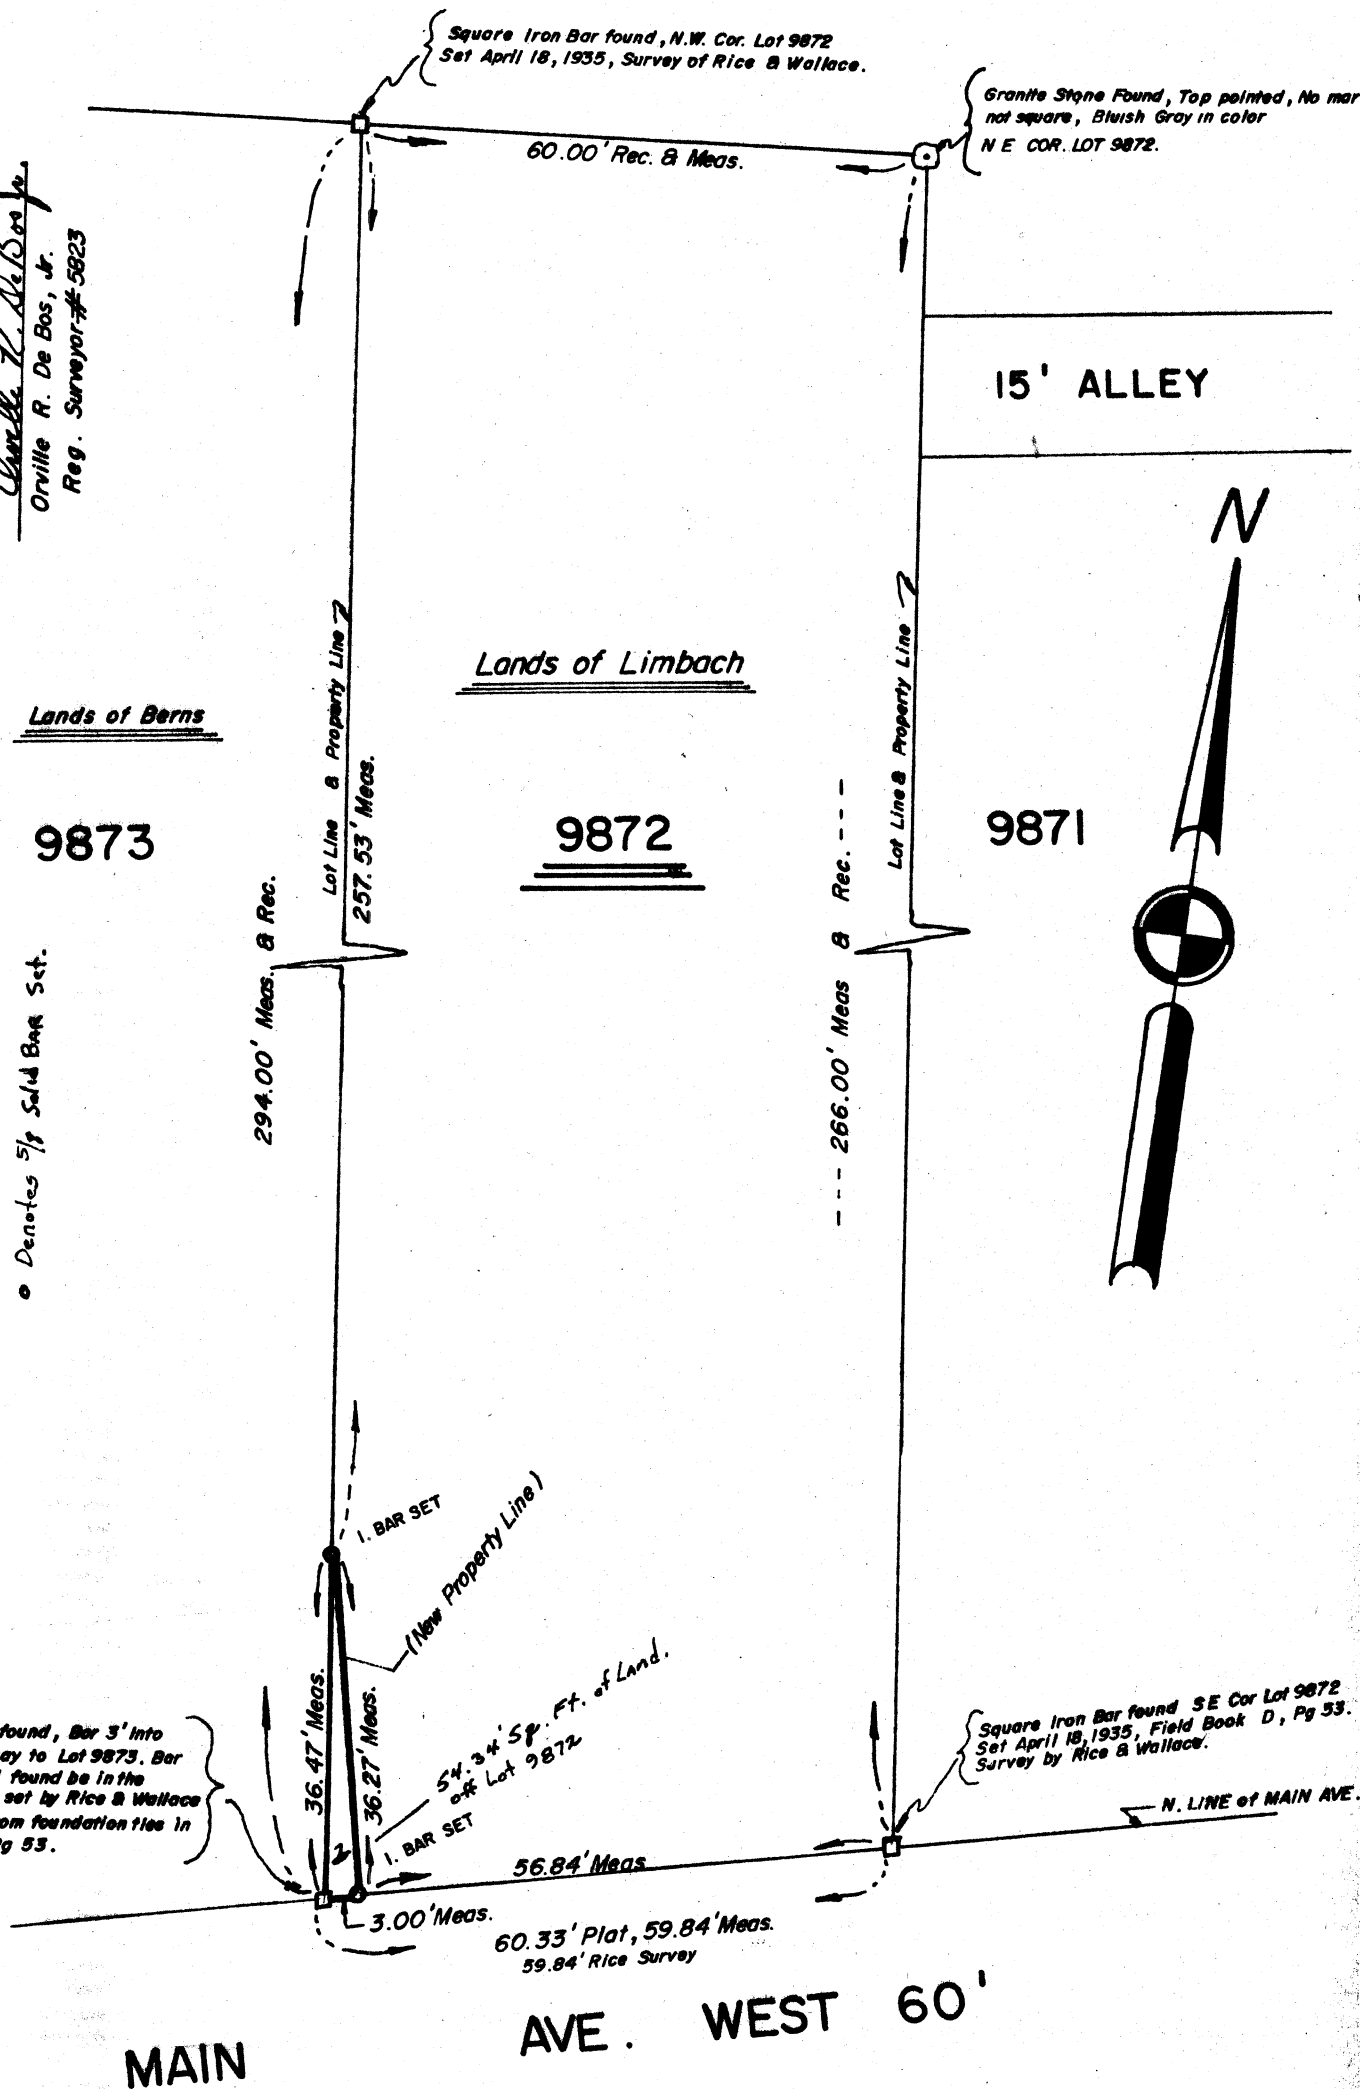 Square Iron Bar found, N.W. Cor. Lot 9872
Set April 18, 1935, Survey of Rice & Wallace.
Granite Stone Found, Top pointed, No mar
not square, Bluish Gray in color
N E COR. LOT 9872.
60.00' Rec. & Meas.
Orville R. De Bos, Jr.
Reg. Surveyor #5823
15' ALLEY
N
Lot Line & Property Line
257.53' Meas.
Lands of Limbach
Lot Line & Property Line
Lands of Berns
9873
9872
9871
294.00' Meas. & Rec.
--- 266.00' Meas & Rec. ---
o Denotes 5/8 Solid BAR Set.
I. BAR SET
(New Property Line)
36.47' Meas.
36.27' Meas.
54.34' Sq. Ft. of Land.
off Lot 9872
I. BAR SET
found, Bar 3' into
ay to Lot 9873. Bar
found be in the
set by Rice & Wallace
om foundation ties in
g 53.
Square Iron Bar found SE Cor Lot 9872
Set April 18, 1935, Field Book D, Pg 53.
Survey by Rice & Wallace.
N. LINE of MAIN AVE.
56.84' Meas
3.00' Meas.
60.33' Plat, 59.84' Meas.
59.84' Rice Survey
MAIN AVE. WEST 60'